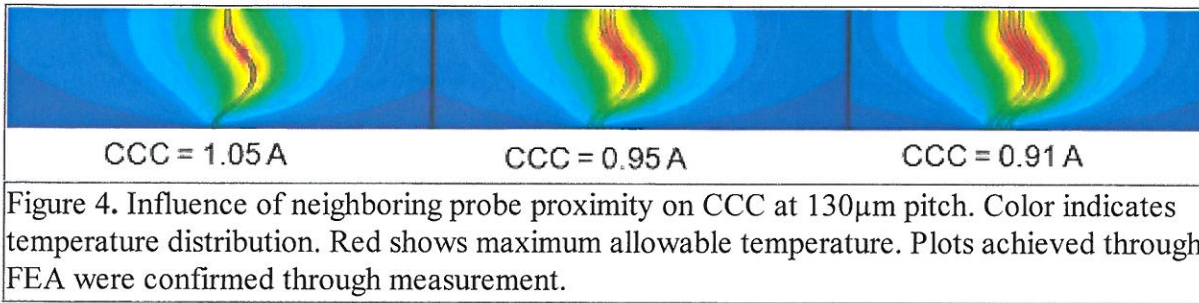 CCC = 1.05 A
CCC = 0.95 A
CCC = 0.91 A
Figure 4. Influence of neighboring probe proximity on CCC at 130µm pitch. Color indicates
temperature distribution. Red shows maximum allowable temperature. Plots achieved through
FEA were confirmed through measurement.